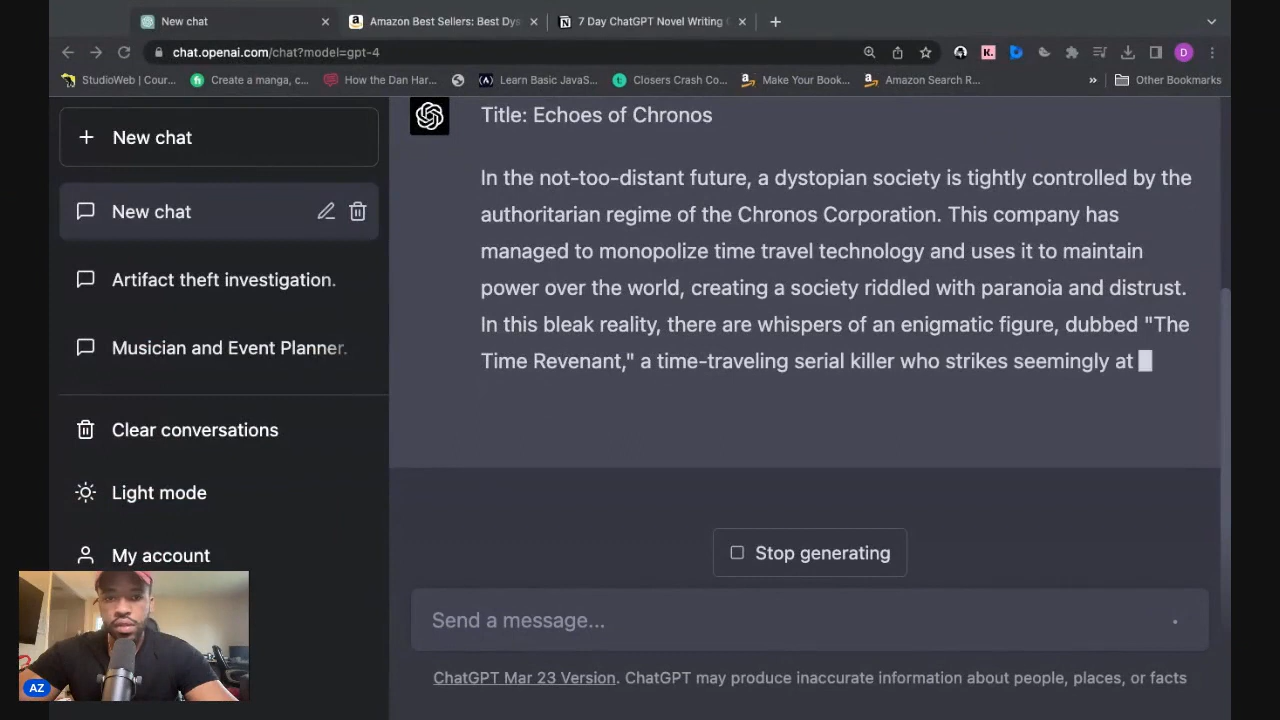 New chat
Amazon Best Sellers: Best Dys
7 Day ChatGPT Novel Writing
chat.openai.com/chat?model=gpt-4
StudioWeb | Cour...
Create a manga, c...
How the Dan Har...
Learn Basic JavaS...
Closers Crash Co...
Make Your Book...
Amazon Search R...
Other Bookmarks
New chat
New chat
Artifact theft investigation.
Musician and Event Planner.
Clear conversations
Light mode
My account
Title: Echoes of Chronos
In the not-too-distant future, a dystopian society is tightly controlled by the
authoritarian regime of the Chronos Corporation. This company has
managed to monopolize time travel technology and uses it to maintain
power over the world, creating a society riddled with paranoia and distrust.
In this bleak reality, there are whispers of an enigmatic figure, dubbed "The
Time Revenant," a time-traveling serial killer who strikes seemingly at
Stop generating
Send a message...
ChatGPT Mar 23 Version. ChatGPT may produce inaccurate information about people, places, or facts
AZ